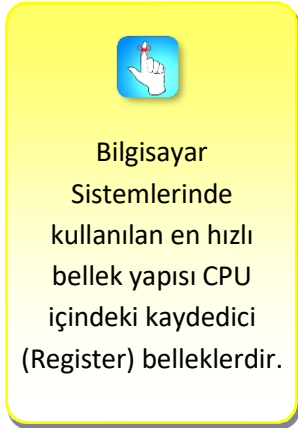 Bilgisayar
Sistemlerinde
kullanılan en hızlı
bellek yapısı CPU
içindeki kaydedici
(Register) belleklerdir.